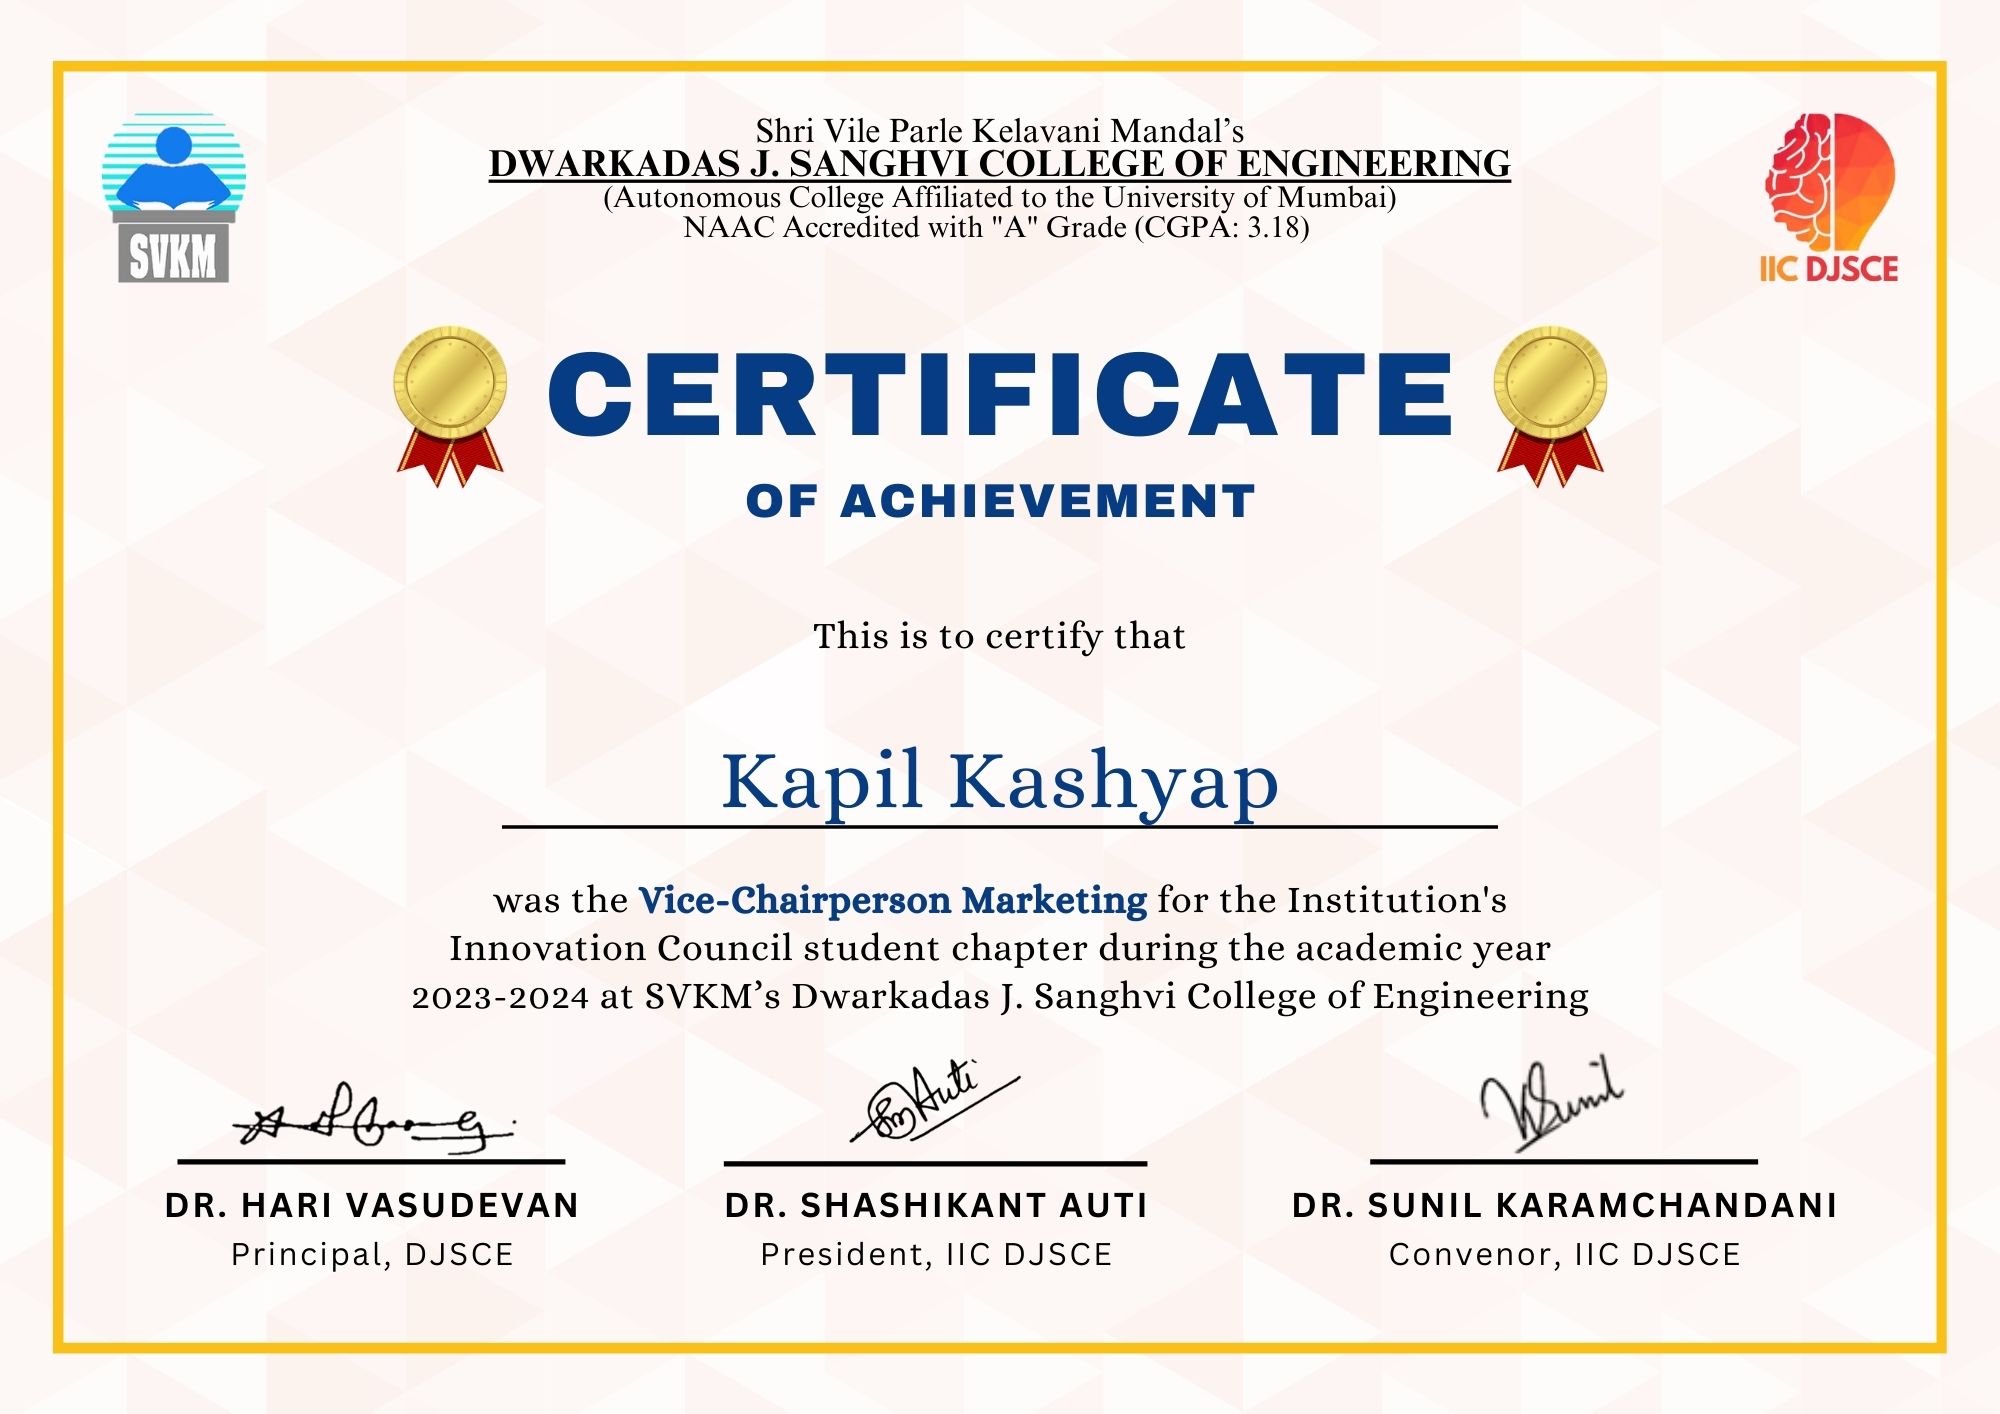 SVKM
Shri Vile Parle Kelavani Mandal’s
DWARKADAS J. SANGHVI COLLEGE OF ENGINEERING
(Autonomous College Affiliated to the University of Mumbai)
NAAC Accredited with "A" Grade (CGPA: 3.18)
IIC DJSCE
CERTIFICATE
OF ACHIEVEMENT
This is to certify that
Kapil Kashyap
was the Vice-Chairperson Marketing for the Institution's
Innovation Council student chapter during the academic year
2023-2024 at SVKM’s Dwarkadas J. Sanghvi College of Engineering
DR. HARI VASUDEVAN
Principal, DJSCE
DR. SHASHIKANT AUTI
President, IIC DJSCE
DR. SUNIL KARAMCHANDANI
Convenor, IIC DJSCE